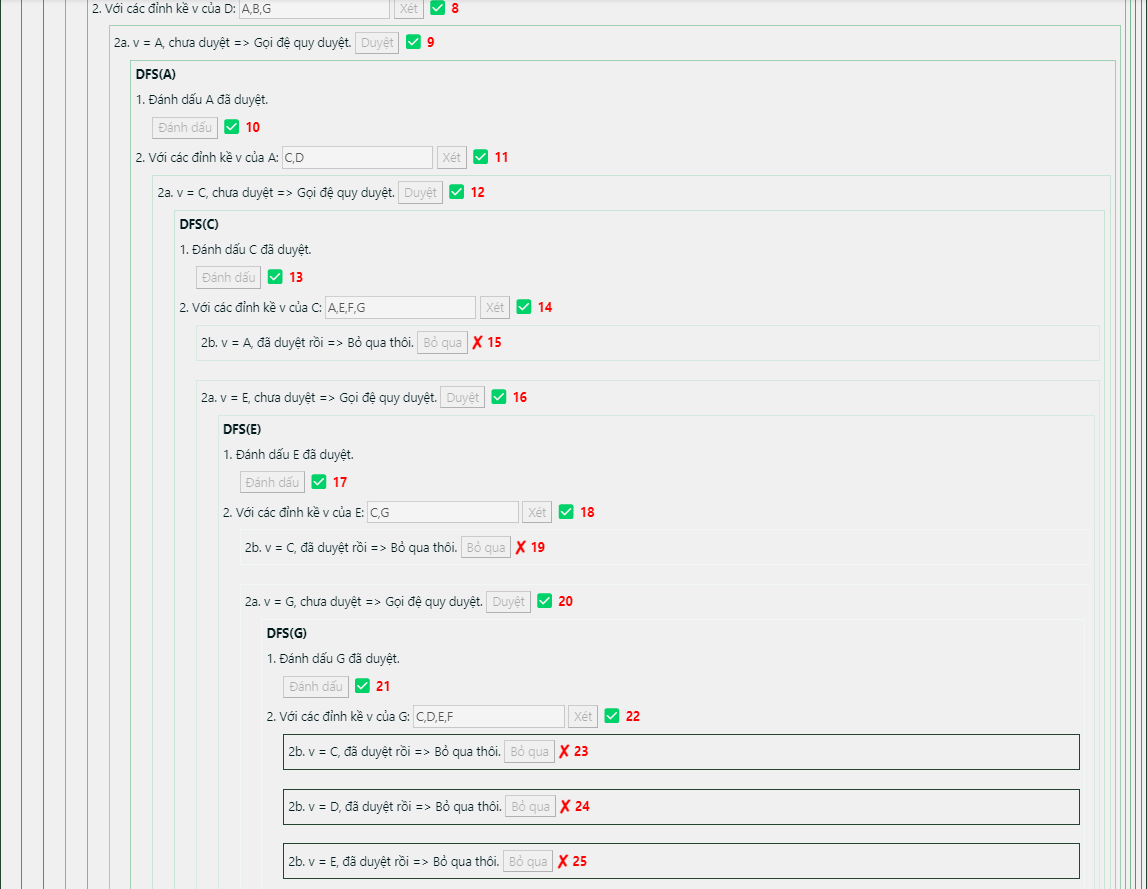 2. Với các đỉnh kề v của D: A,B,G Xét ✅ 8
2a. v = A, chưa duyệt => Gọi đệ quy duyệt. Duyệt ✅ 9
DFS(A)
1. Đánh dấu A đã duyệt.
Đánh dấu ✅ 10
2. Với các đỉnh kề v của A: C,D Xét ✅ 11
2a. v = C, chưa duyệt => Gọi đệ quy duyệt. Duyệt ✅ 12
DFS(C)
1. Đánh dấu C đã duyệt.
Đánh dấu ✅ 13
2. Với các đỉnh kề v của C: A,E,F,G Xét ✅ 14
2b. v = A, đã duyệt rồi => Bỏ qua thôi. Bỏ qua ✘ 15
2a. v = E, chưa duyệt => Gọi đệ quy duyệt. Duyệt ✅ 16
DFS(E)
1. Đánh dấu E đã duyệt.
Đánh dấu ✅ 17
2. Với các đỉnh kề v của E: C,G Xét ✅ 18
2b. v = C, đã duyệt rồi => Bỏ qua thôi. Bỏ qua ✘ 19
2a. v = G, chưa duyệt => Gọi đệ quy duyệt. Duyệt ✅ 20
DFS(G)
1. Đánh dấu G đã duyệt.
Đánh dấu ✅ 21
2. Với các đỉnh kề v của G: C,D,E,F Xét ✅ 22
2b. v = C, đã duyệt rồi => Bỏ qua thôi. Bỏ qua ✘ 23
2b. v = D, đã duyệt rồi => Bỏ qua thôi. Bỏ qua ✘ 24
2b. v = E, đã duyệt rồi => Bỏ qua thôi. Bỏ qua ✘ 25